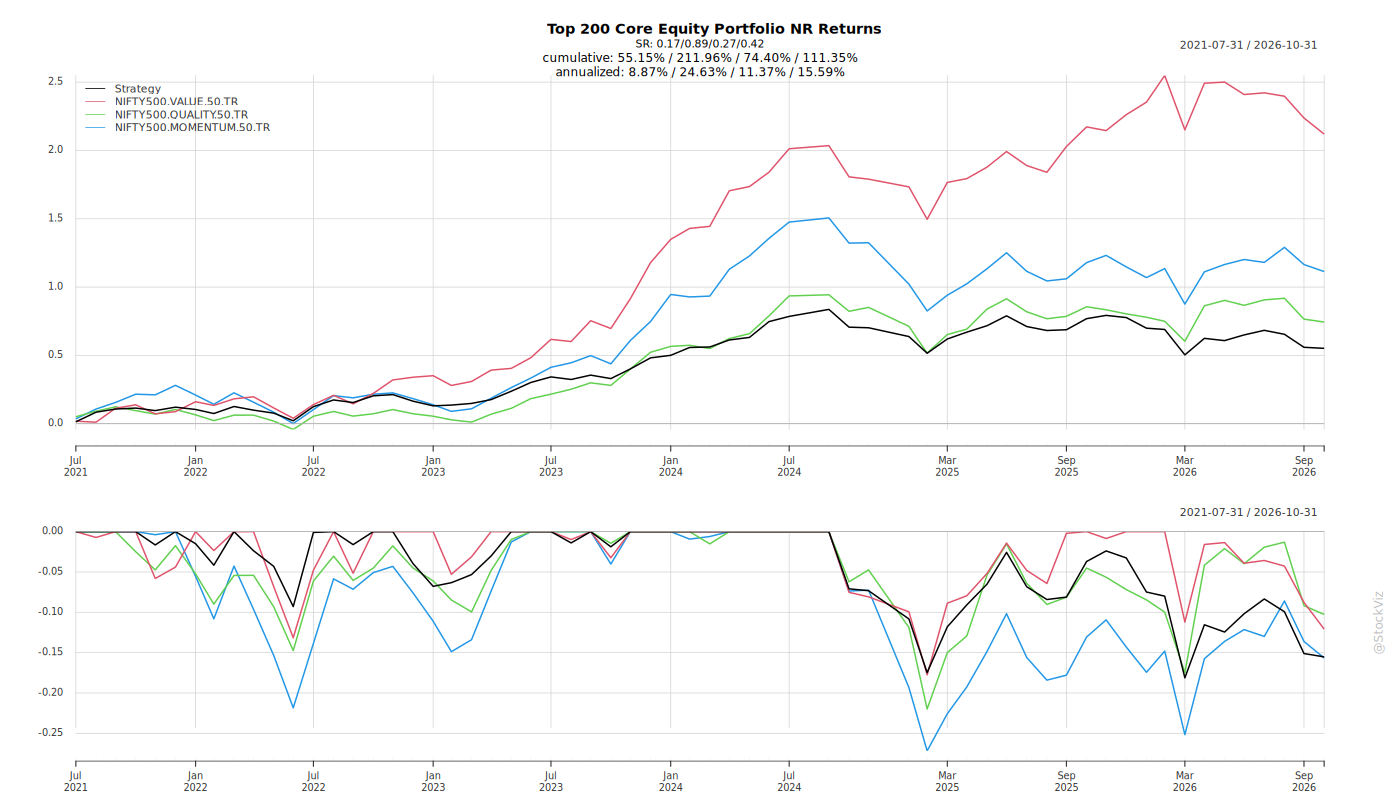 Top 200 Core Equity Portfolio NR Returns
SR: 0.17/0.89/0.27/0.42
cumulative: 55.15% / 211.96% / 74.40% / 111.35%
annualized: 8.87% / 24.63% / 11.37% / 15.59%
2021-07-31 / 2026-10-31
Strategy
NIFTY500.VALUE.50.TR
NIFTY500.QUALITY.50.TR
NIFTY500.MOMENTUM.50.TR
2.5
2.0
1.5
1.0
0.5
0.0
Jul Jan Jul Jan Jul Jan Jul Mar Sep Mar Sep
2021 2022 2022 2023 2023 2024 2024 2025 2025 2026 2026
2021-07-31 / 2026-10-31
0.00
-0.05
-0.10
-0.15
-0.20
-0.25
Jul Jan Jul Jan Jul Jan Jul Mar Sep Mar Sep
2021 2022 2022 2023 2023 2024 2024 2025 2025 2026 2026
@StockViz